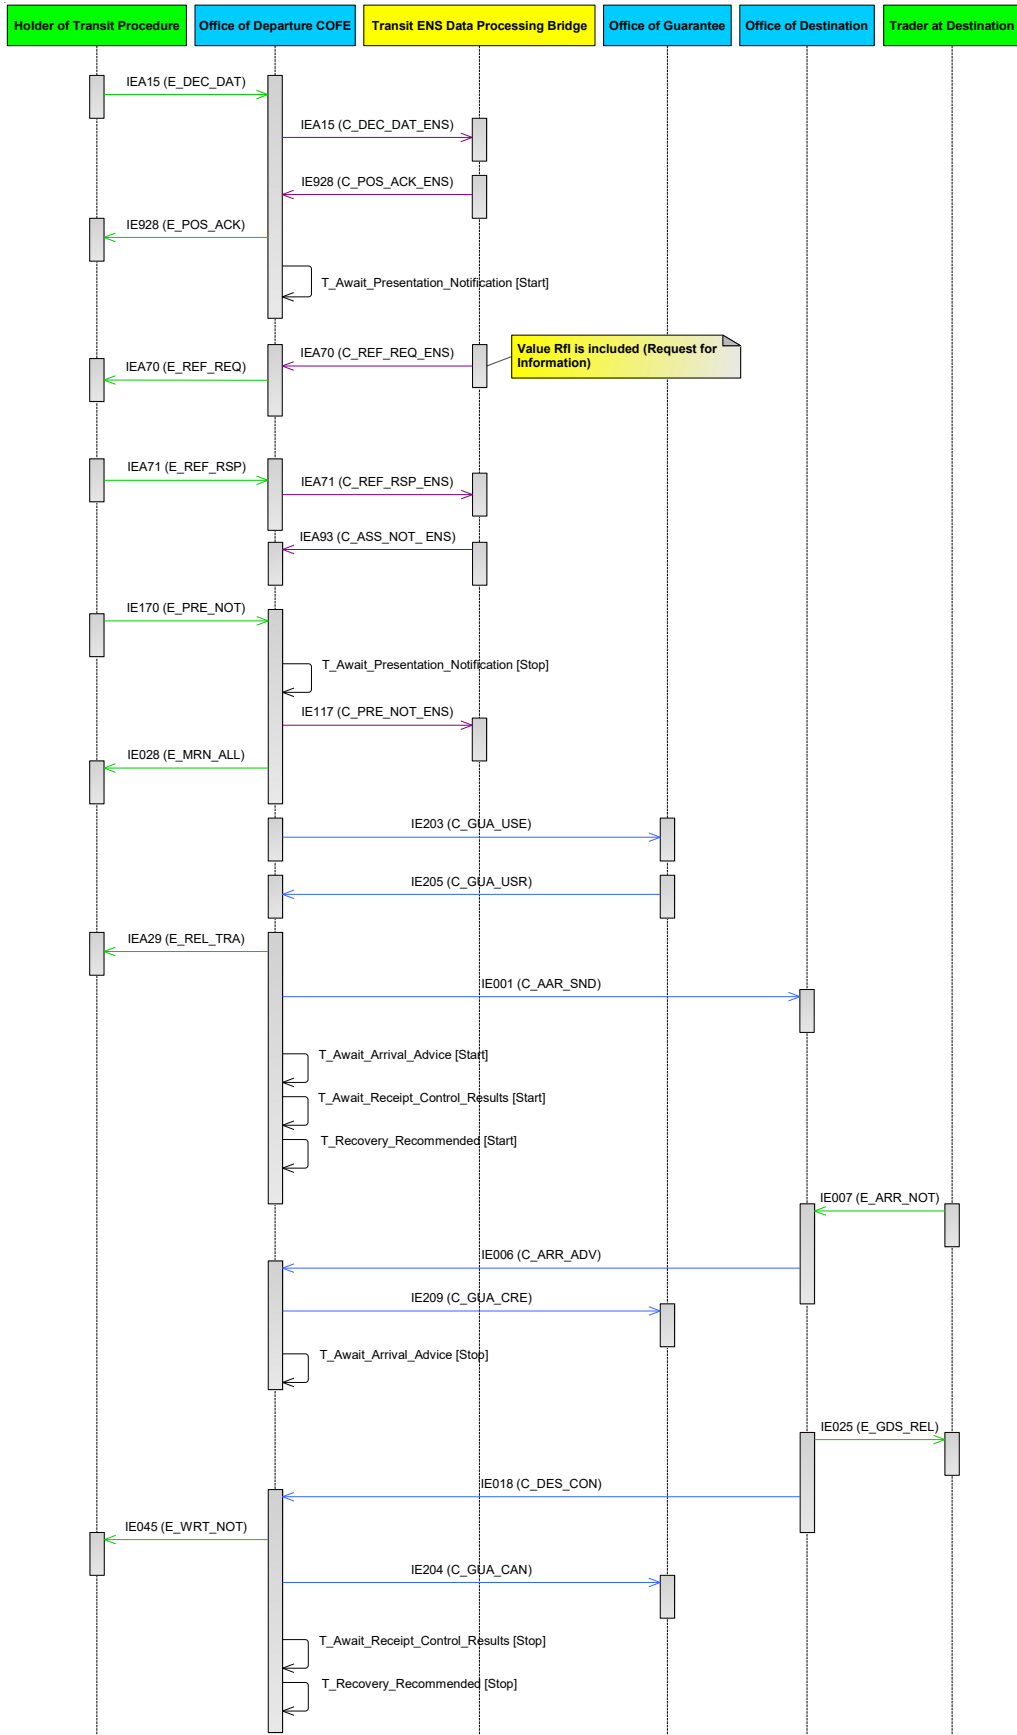 Holder of Transit Procedure
Office of Departure COFE
Transit ENS Data Processing Bridge
Office of Guarantee
Office of Destination
Trader at Destination
IEA15 (E_DEC_DAT)
IEA15 (C_DEC_DAT_ENS)
IE928 (C_POS_ACK_ENS)
IE928 (E_POS_ACK)
T_Await_Presentation_Notification [Start]
Value RfI is included (Request for
Information)
IEA70 (C_REF_REQ_ENS)
IEA70 (E_REF_REQ)
IEA71 (E_REF_RSP)
IEA71 (C_REF_RSP_ENS)
IEA93 (C_ASS_NOT_ ENS)
IE170 (E_PRE_NOT)
T_Await_Presentation_Notification [Stop]
IE117 (C_PRE_NOT_ENS)
IE028 (E_MRN_ALL)
IE203 (C_GUA_USE)
IE205 (C_GUA_USR)
IEA29 (E_REL_TRA)
IE001 (C_AAR_SND)
T_Await_Arrival_Advice [Start]
T_Await_Receipt_Control_Results [Start]
T_Recovery_Recommended [Start]
IE007 (E_ARR_NOT)
IE006 (C_ARR_ADV)
IE209 (C_GUA_CRE)
T_Await_Arrival_Advice [Stop]
IE025 (E_GDS_REL)
IE018 (C_DES_CON)
IE045 (E_WRT_NOT)
IE204 (C_GUA_CAN)
T_Await_Receipt_Control_Results [Stop]
T_Recovery_Recommended [Stop]